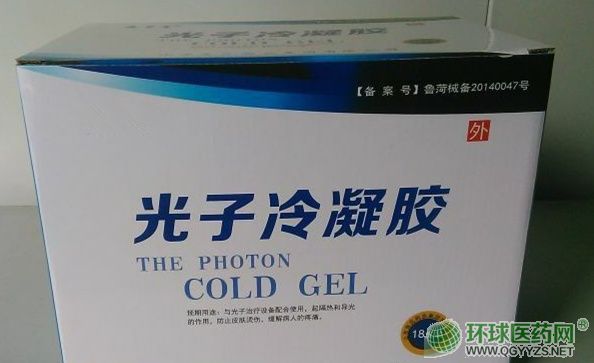 光子冷凝胶
【备 案 号】鲁菏械备20140047号
外
光子冷凝胶
THE PHOTON
COLD GEL
预期用途：与光子治疗设备配合使用，起隔热和导光
的作用，防止皮肤烫伤，缓解病人的疼痛。
18
环球医药网
WWW.QGYYZS.NET